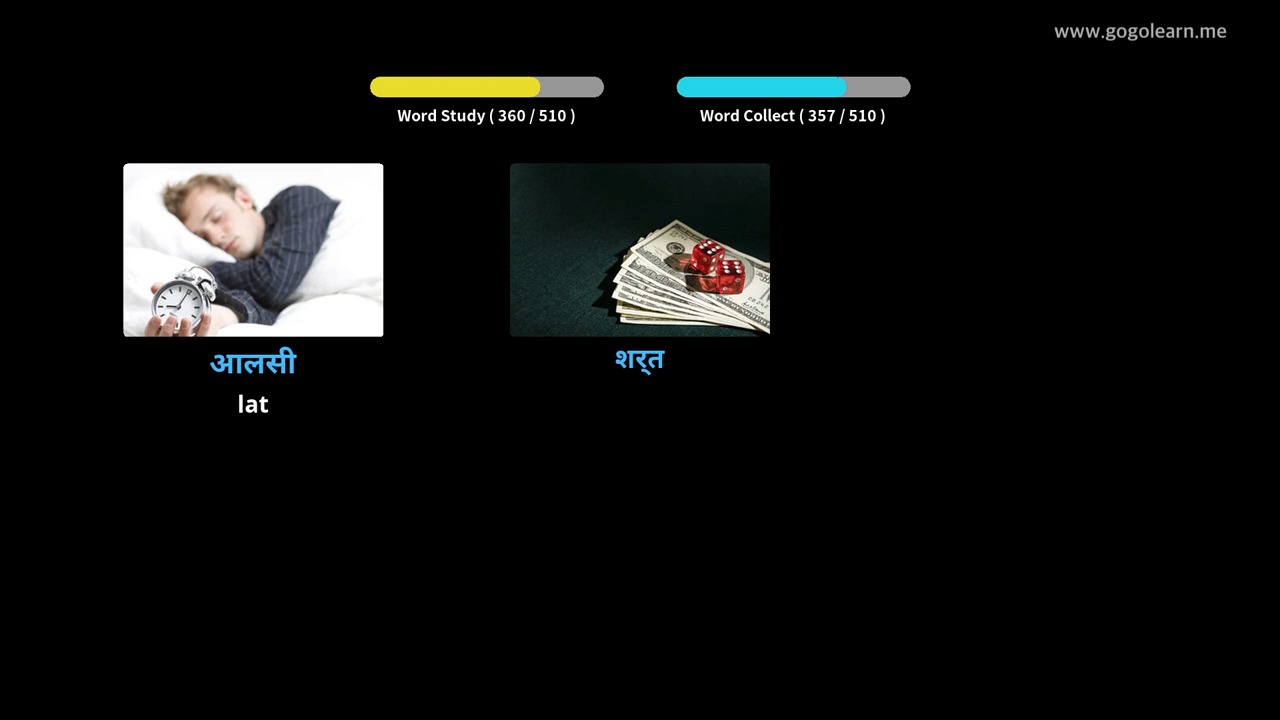 www.gogolearn.me
Word Study ( 360 / 510 )
Word Collect ( 357 / 510 )
आलसी
शर्त
lat